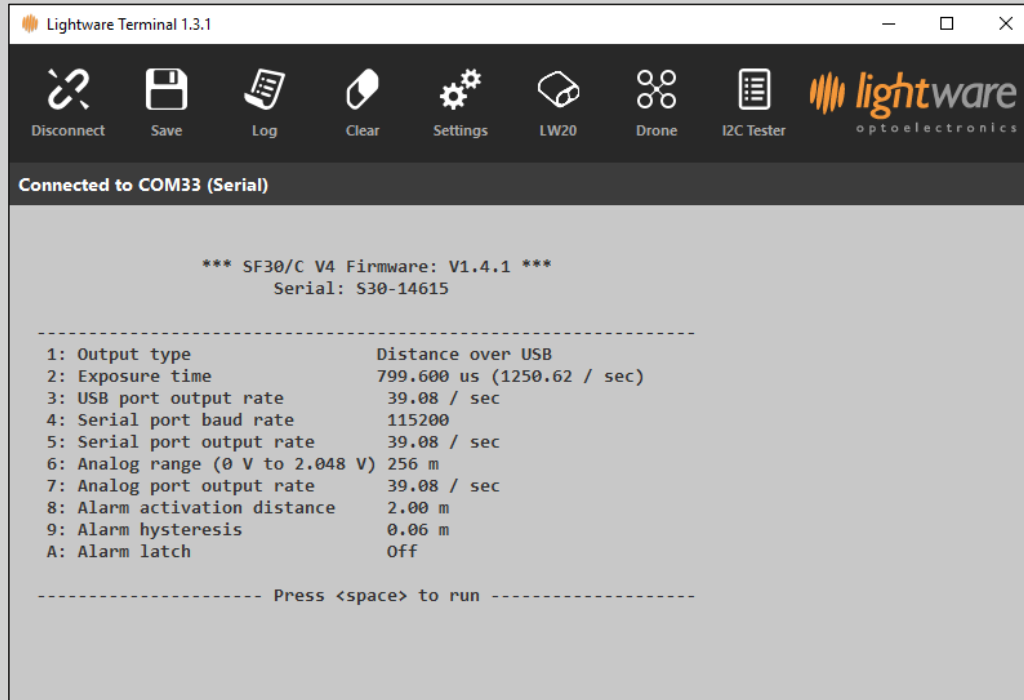 Lightware Terminal 1.3.1
Disconnect Save Log Clear Settings LW20 Drone I2C Tester
lightware
optoelectronics
Connected to COM33 (Serial)
*** SF30/C V4 Firmware: V1.4.1 ***
Serial: S30-14615
----------------------------------------------------------------
1: Output type Distance over USB
2: Exposure time 799.600 us (1250.62 / sec)
3: USB port output rate 39.08 / sec
4: Serial port baud rate 115200
5: Serial port output rate 39.08 / sec
6: Analog range (0 V to 2.048 V) 256 m
7: Analog port output rate 39.08 / sec
8: Alarm activation distance 2.00 m
9: Alarm hysteresis 0.06 m
A: Alarm latch Off
---------------------- Press <space> to run --------------------